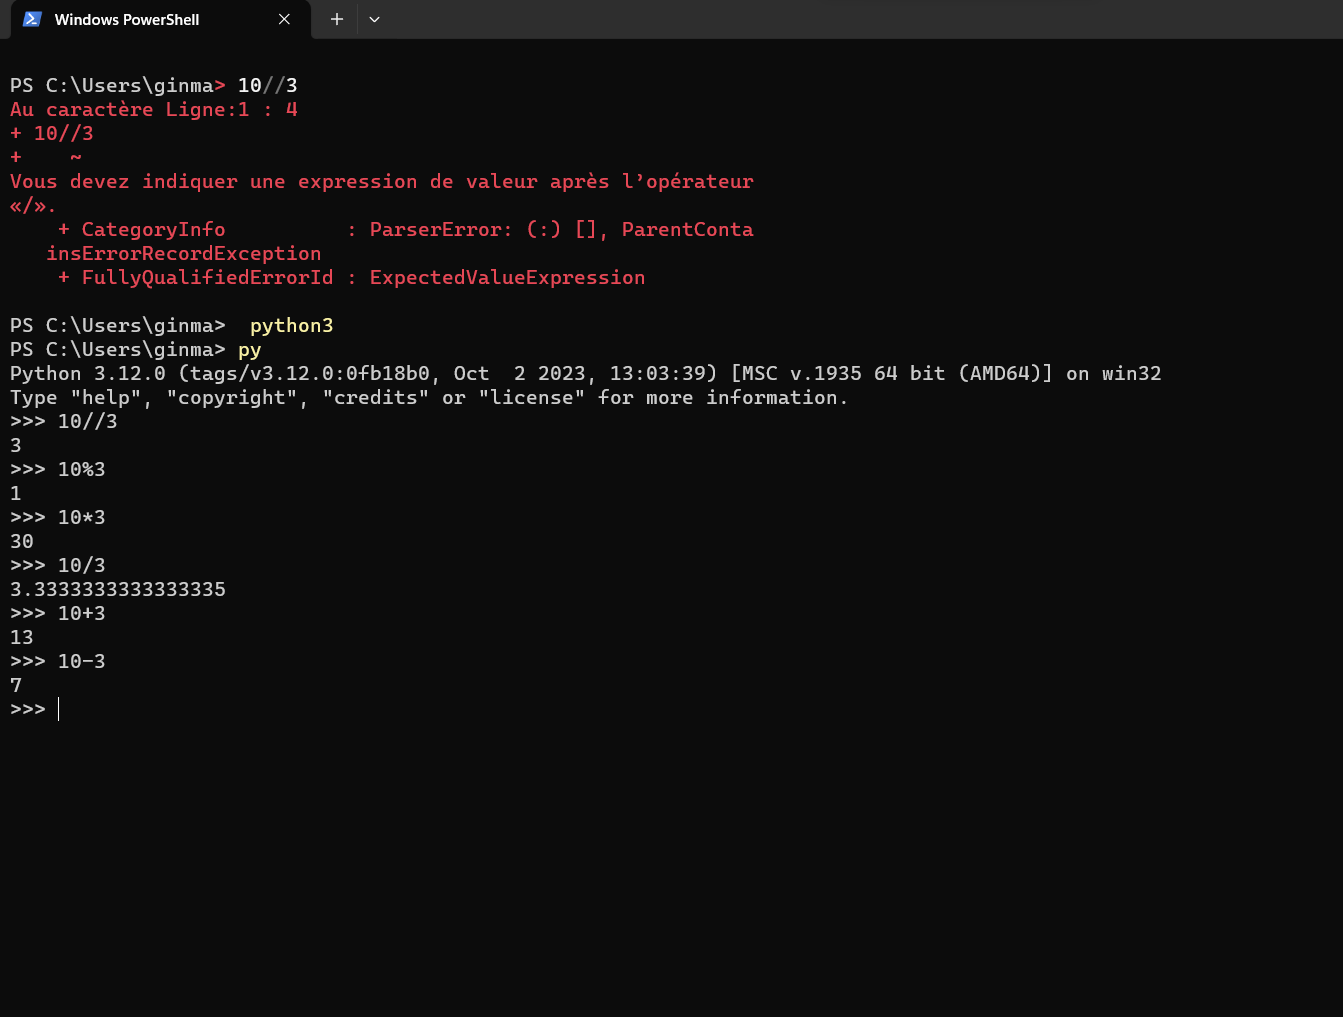 Windows PowerShell
PS C:\Users\ginma> 10//3
Au caractère Ligne:1 : 4
+ 10//3
+    ~
Vous devez indiquer une expression de valeur après l’opérateur
«/».
    + CategoryInfo          : ParserError: (:) [], ParentConta
   insErrorRecordException
    + FullyQualifiedErrorId : ExpectedValueExpression
PS C:\Users\ginma>  python3
PS C:\Users\ginma> py
Python 3.12.0 (tags/v3.12.0:0fb18b0, Oct  2 2023, 13:03:39) [MSC v.1935 64 bit (AMD64)] on win32
Type "help", "copyright", "credits" or "license" for more information.
>>> 10//3
3
>>> 10%3
1
>>> 10*3
30
>>> 10/3
3.3333333333333335
>>> 10+3
13
>>> 10-3
7
>>>